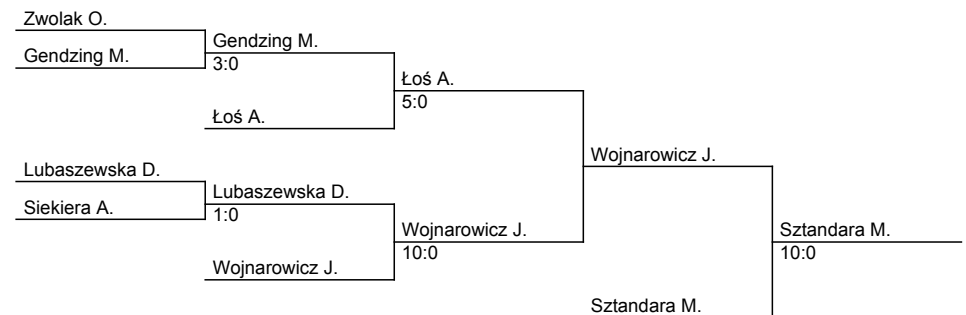 Zwolak O.
Gendzing M.
Gendzing M.
3:0
Łoś A.
Łoś A.
5:0
Lubaszewska D.
Siekiera A.
Lubaszewska D.
1:0
Wojnarowicz J.
Wojnarowicz J.
10:0
Wojnarowicz J.
Sztandara M.
Sztandara M.
10:0